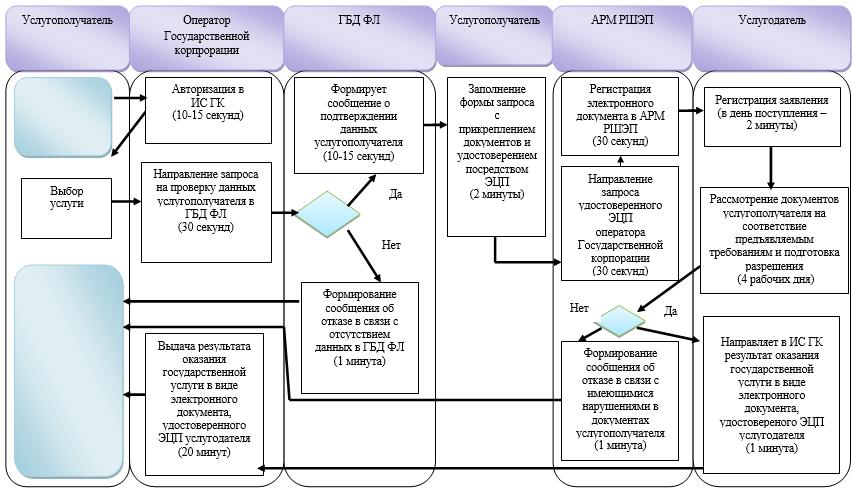 Услугополучатель
Оператор
Государственной
корпрорации
ГБД ФЛ
Услугополучатель
АРМ РШЭП
Услугодатель
Авторизация в
ИС ГК
(10-15 секунд)
Формирует
сообщение о
подтверждении
данных
услугополучателя
(10-15 секунд)
Заполнение
формы запроса
с
прикреплением
документов и
удостоверением
посредством
ЭЦП
(2 минуты)
Регистрация
электронного
документа в АРМ
РШЭП
(30 секунд)
Регистрация заявления
(в день поступления –
2 минуты)
Выбор
услуги
Направление запроса
на проверку данных
услугополучателя в
ГБД ФЛ
(30 секунд)
Да
Нет
Направление
запроса
удостоверенного
ЭЦП
оператора
Государственной
корпорации
(30 секунд)
Рассмотрение документов
услугополучателя на
соответствие
предъявляемым
требованиям и подготовка
разрешения
(4 рабочих дня)
Формирование
сообщения об
отказе в связи с
отсутствием
данных в ГБД ФЛ
(1 минута)
Нет
Да
Выдача результата
оказания
государственной
услуги в виде
электронного
документа,
удостоверенного
ЭЦП услугодателя
(20 минут)
Формирование
сообщения об
отказе в связи с
имеющимися
нарушениями в
документах
услугополучателя
(1 минута)
Направляет в ИС ГК
результат оказания
государственной
услуги в виде
электронного
документа,
удостовереного ЭЦП
услугодателя
(1 минута)